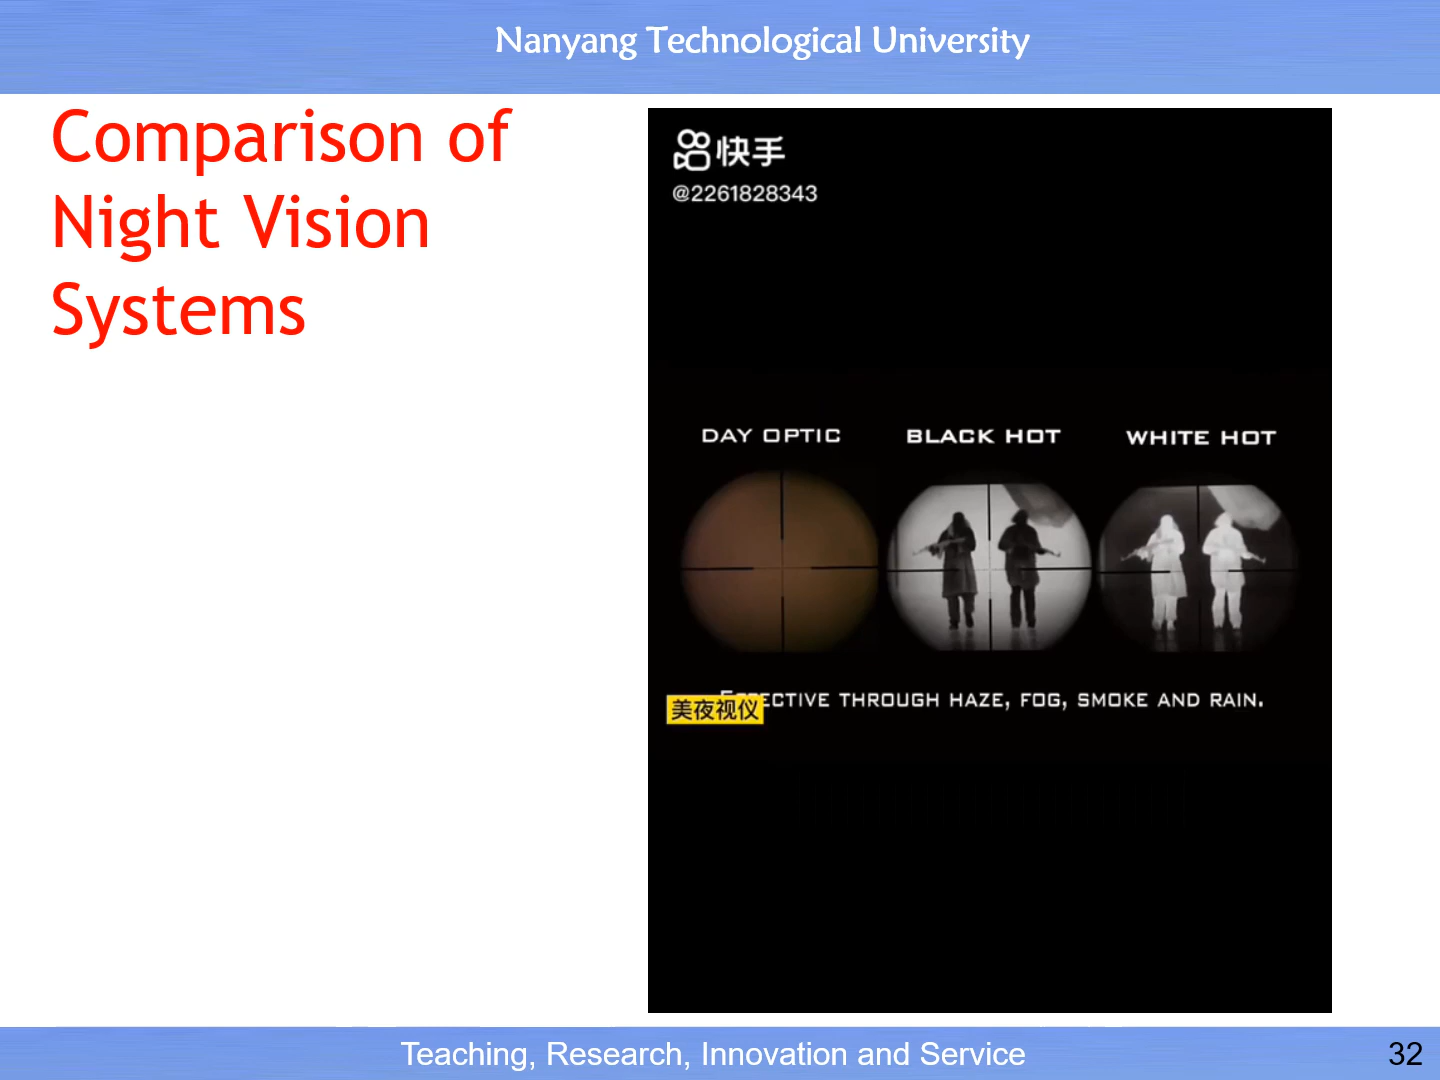 Nanyang Technological University
Comparison of
Night Vision
Systems
快手
@2261828343
DAY OPTIC
BLACK HOT
WHITE HOT
EFFECTIVE THROUGH HAZE, FOG, SMOKE AND RAIN.
美夜视仪
Teaching, Research, Innovation and Service
32